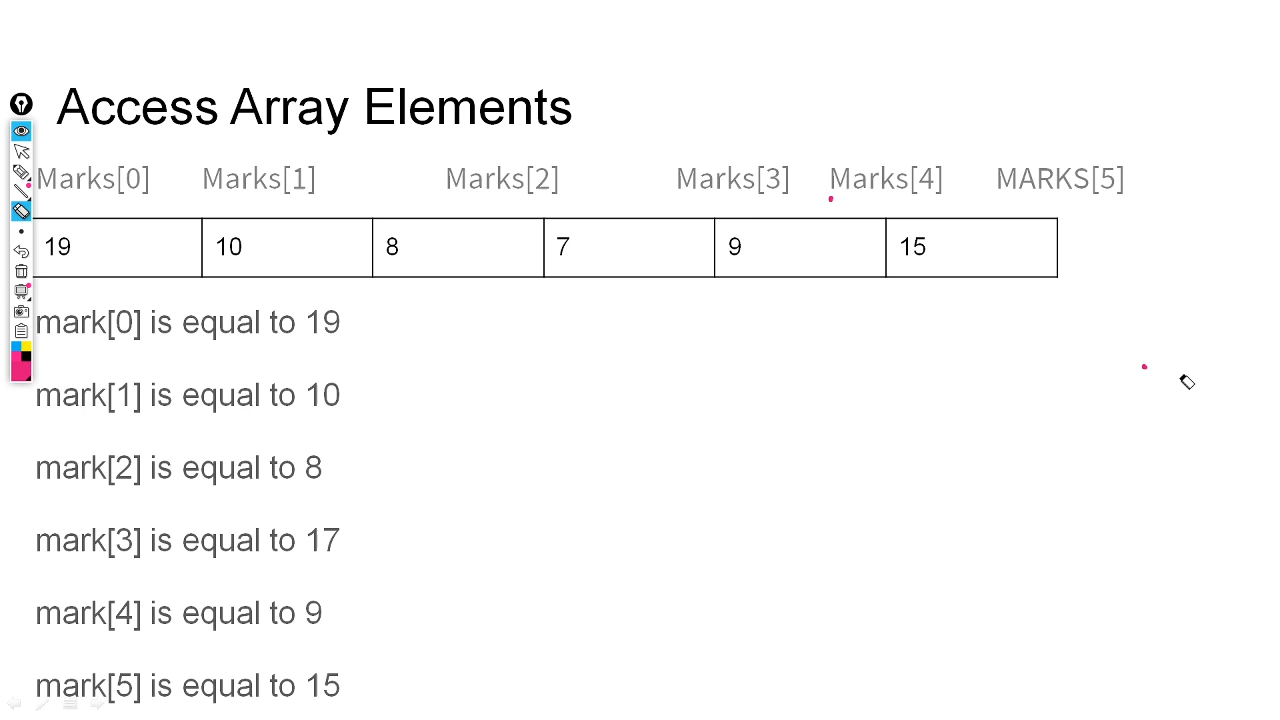 Access Array Elements
Marks[0] Marks[1] Marks[2] Marks[3] Marks[4] MARKS[5]
19 10 8 7 9 15
mark[0] is equal to 19
mark[1] is equal to 10
mark[2] is equal to 8
mark[3] is equal to 17
mark[4] is equal to 9
mark[5] is equal to 15